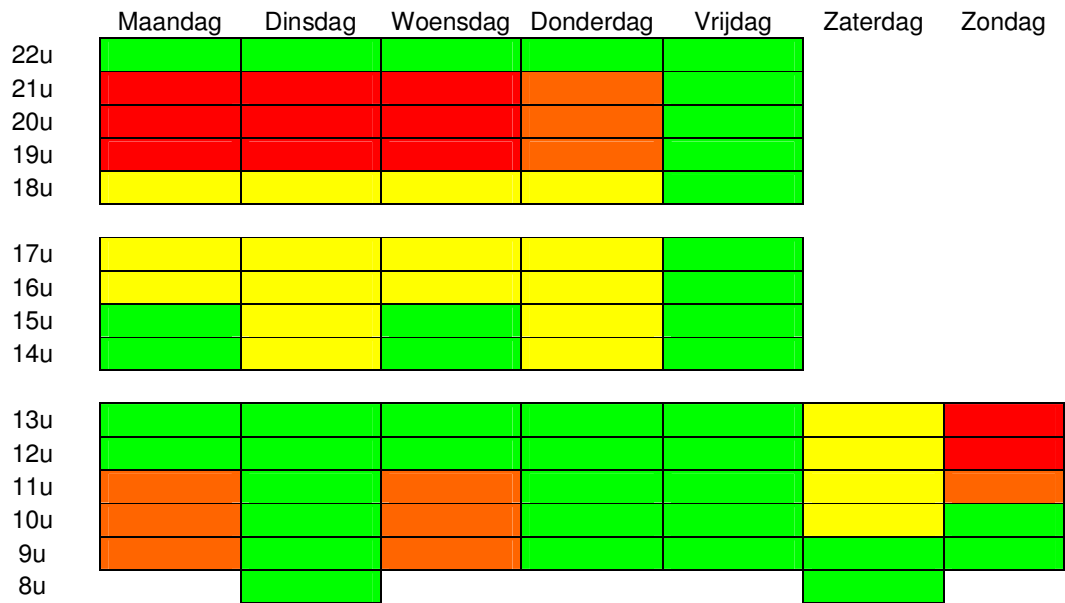 Maandag Dinsdag Woensdag Donderdag Vrijdag Zaterdag Zondag
22u
21u
20u
19u
18u
17u
16u
15u
14u
13u
12u
11u
10u
9u
8u